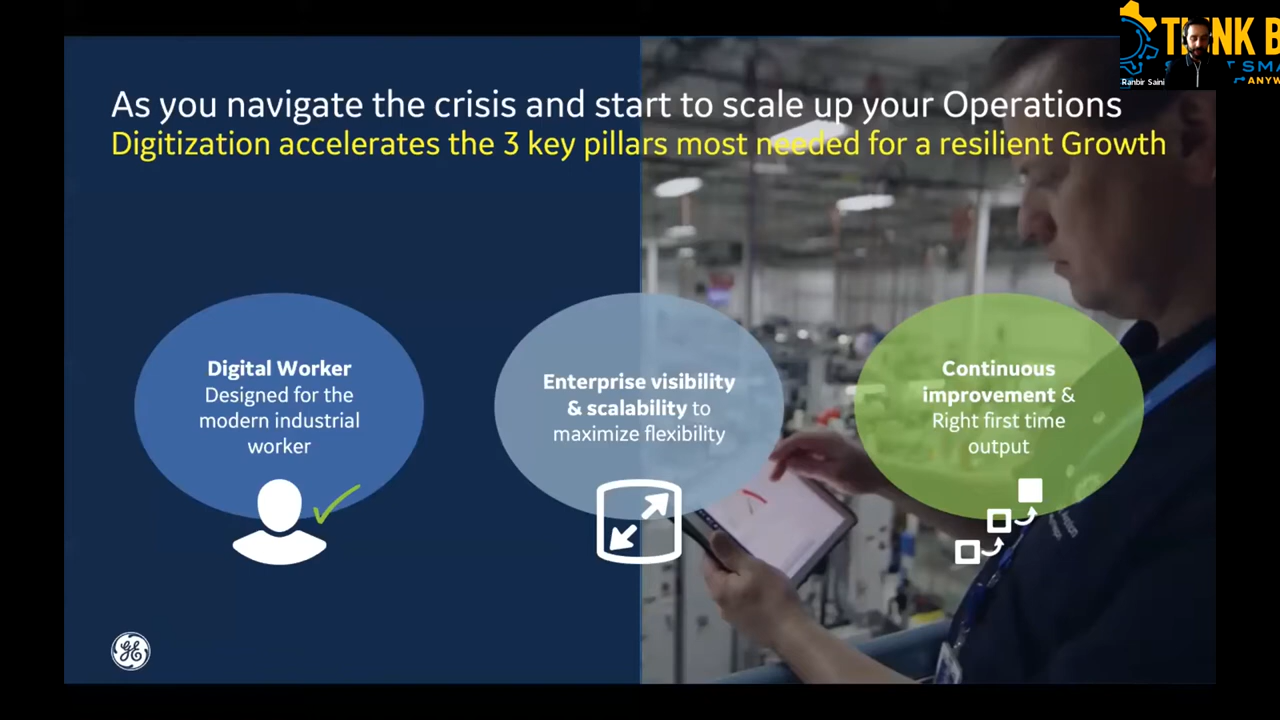 As you navigate the crisis and start to scale up your Operations
Digitization accelerates the 3 key pillars most needed for a resilient Growth
Ranbir Saini
Digital Worker
Designed for the
modern industrial
worker
Enterprise visibility
& scalability to
maximize flexibility
Continuous
improvement &
Right first time
output
GE